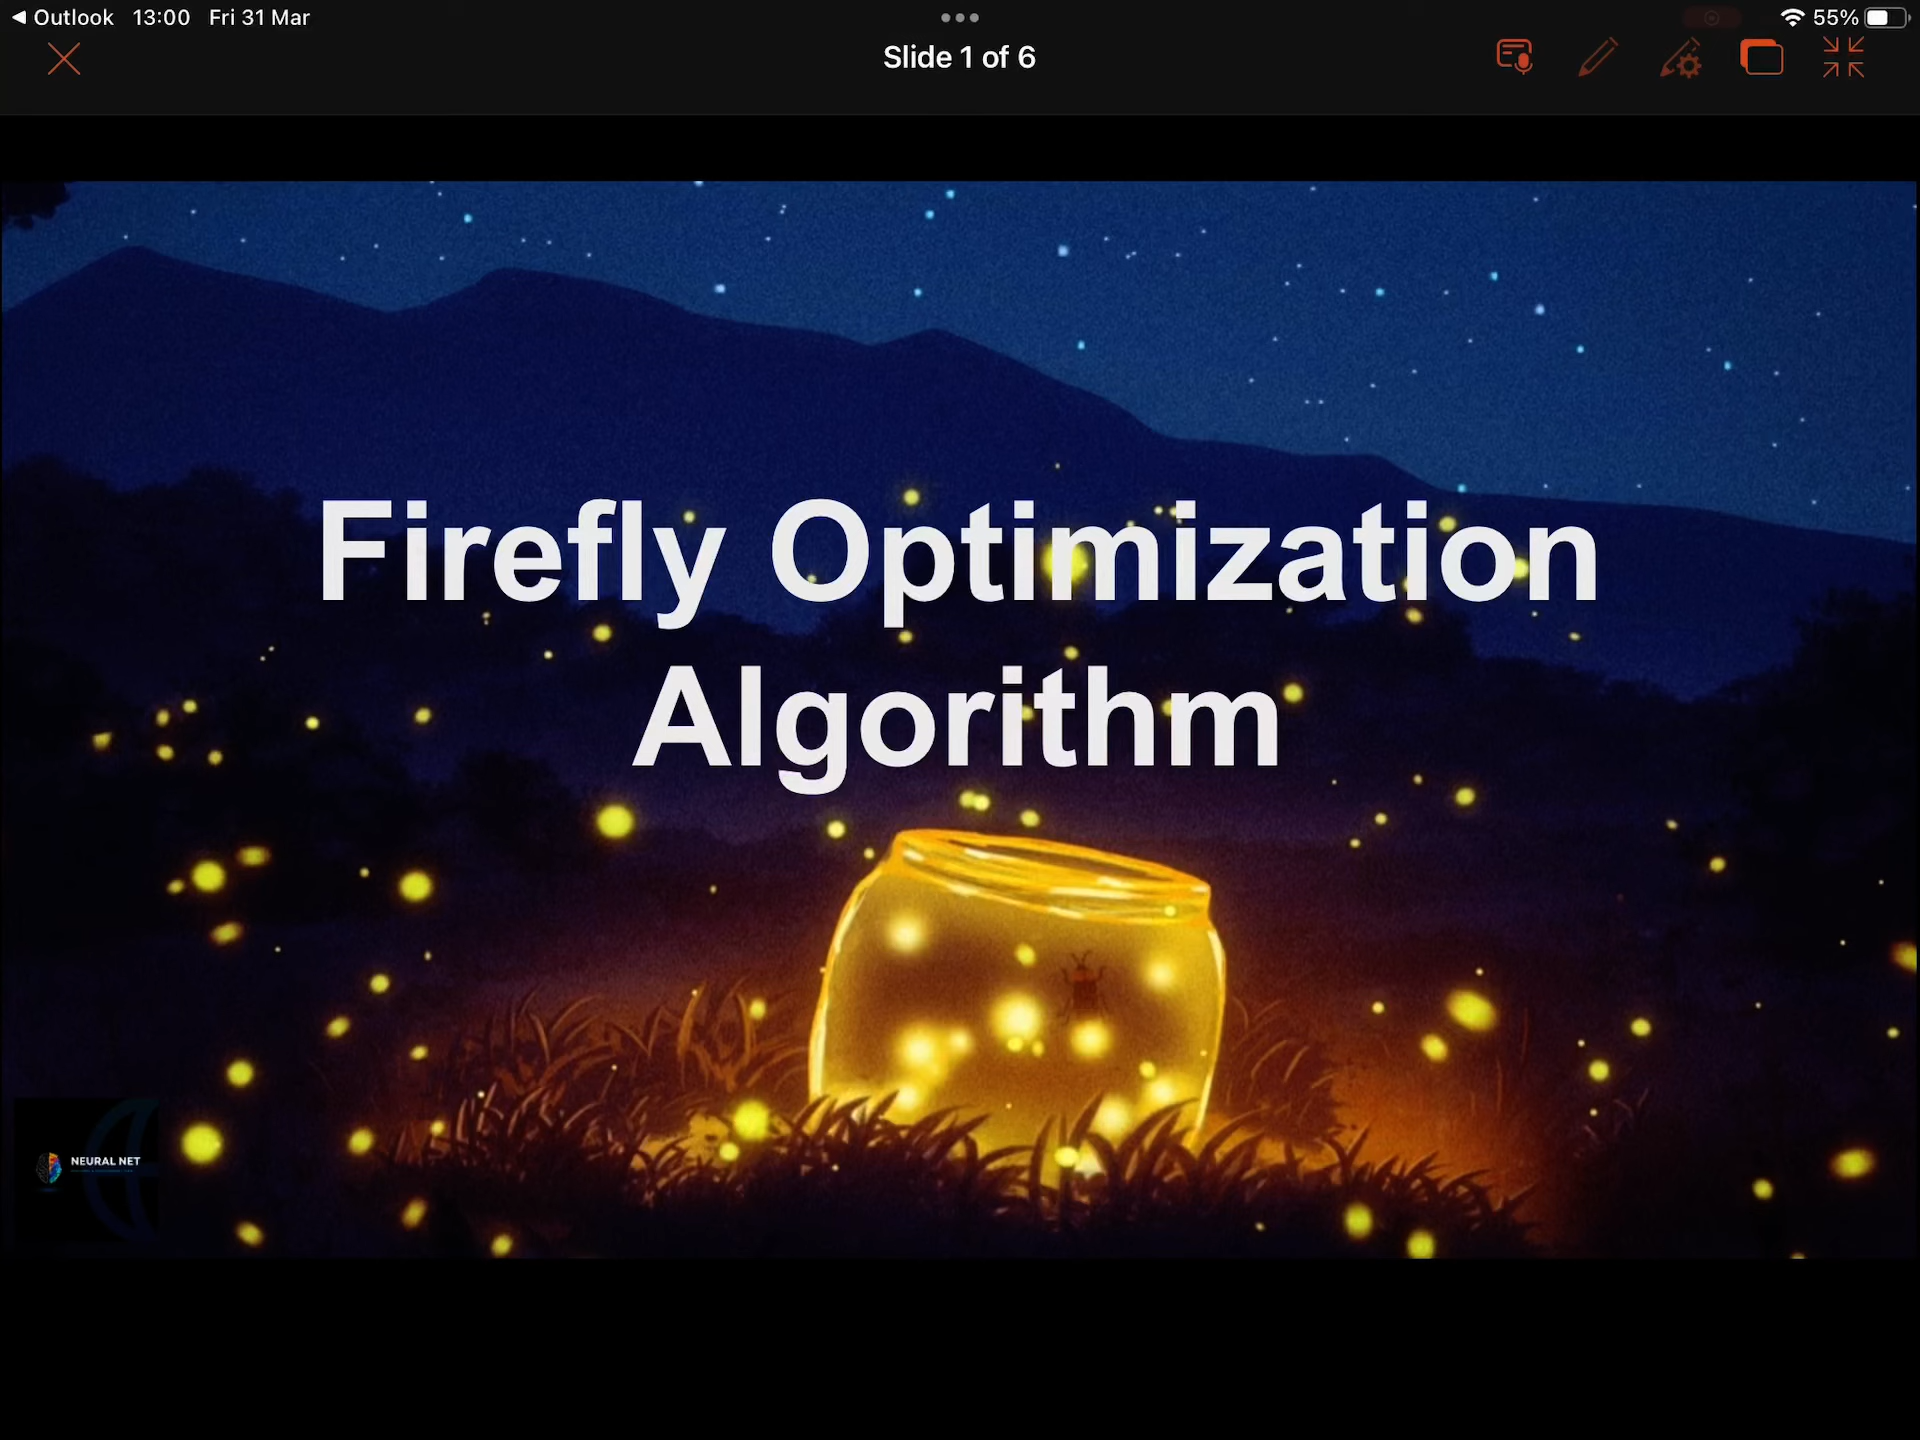 Outlook 13:00 Fri 31 Mar
55%
Slide 1 of 6
Firefly Optimization
Algorithm
NEURAL NET